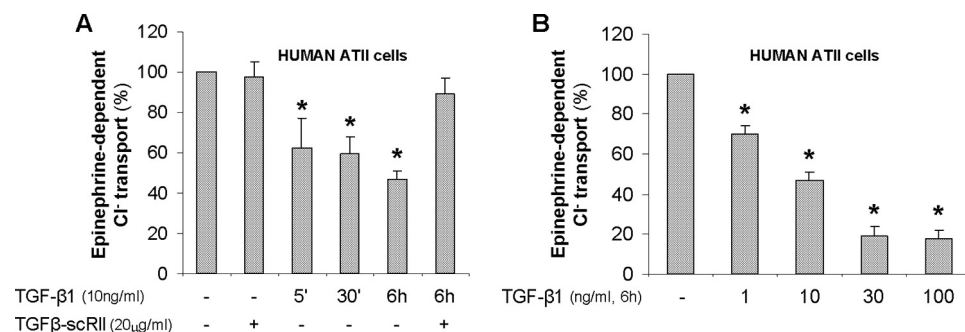 A
Epinephrine-dependent
Cl- transport (%)
120
100
80
60
40
20
0
HUMAN ATII cells
* * *
TGF-β1 (10ng/ml) - - 5' 30' 6h 6h
TGFβ-scRII (20µg/ml) - + - - - +
B
Epinephrine-dependent
Cl- transport (%)
120
100
80
60
40
20
0
HUMAN ATII cells
* * * *
TGF-β1 (ng/ml, 6h) - 1 10 30 100